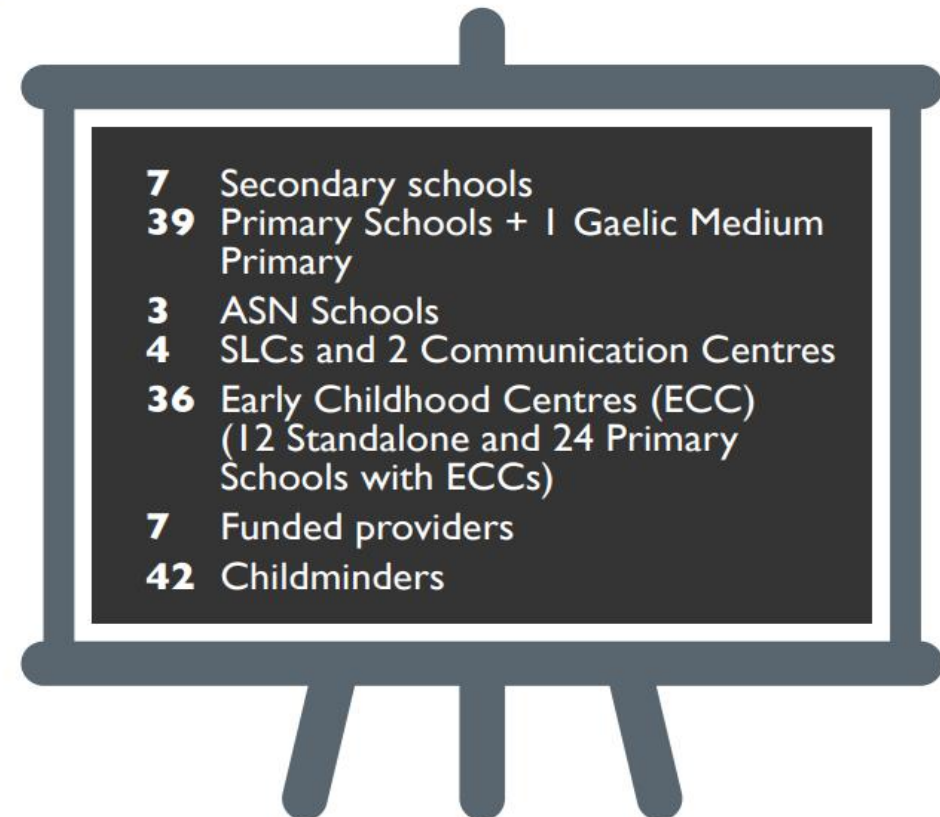 7 Secondary schools
39 Primary Schools + 1 Gaelic Medium
Primary
3 ASN Schools
4 SLCs and 2 Communication Centres
36 Early Childhood Centres (ECC)
(12 Standalone and 24 Primary
Schools with ECCs)
7 Funded providers
42 Childminders